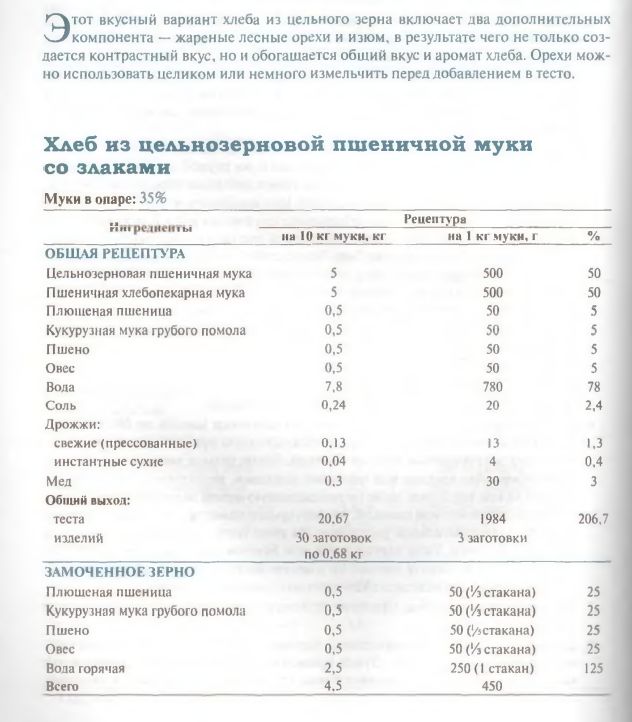 Этот вкусный вариант хлеба из цельного зерна включает два дополнительных
компонента — жареные лесные орехи и изюм, в результате чего не только соз-
дается контрастный вкус, но и обогащается общий вкус и аромат хлеба. Орехи мож-
но использовать целиком или немного измельчить перед добавлением в тесто.
Хлеб из цельнозерновой пшеничной муки
со злаками
Муки в опаре: 35%
Ингредиенты Рецептура
на 10 кг муки, кг на 1 кг муки, г %
ОБЩАЯ РЕЦЕПТУРА
Цельнозерновая пшеничная мука 5 500 50
Пшеничная хлебопекарная мука 5 500 50
Плющеная пшеница 0,5 50 5
Кукурузная мука грубого помола 0,5 50 5
Пшено 0,5 50 5
Овес 0,5 50 5
Вода 7,8 780 78
Соль 0,24 20 2,4
Дрожжи:
свежие (прессованные) 0,13 13 1,3
инстантные сухие 0,04 4 0,4
Мед 0,3 30 3
Общий выход:
теста 20,67 1984 206,7
изделий 30 заготовок 3 заготовки
по 0,68 кг
ЗАМОЧЕННОЕ ЗЕРНО
Плющеная пшеница 0,5 50 (⅓ стакана) 25
Кукурузная мука грубого помола 0,5 50 (⅓ стакана) 25
Пшено 0,5 50 (⅓стакана) 25
Овес 0,5 50 (⅓ стакана) 25
Вода горячая 2,5 250 (1 стакан) 125
Всего 4,5 450